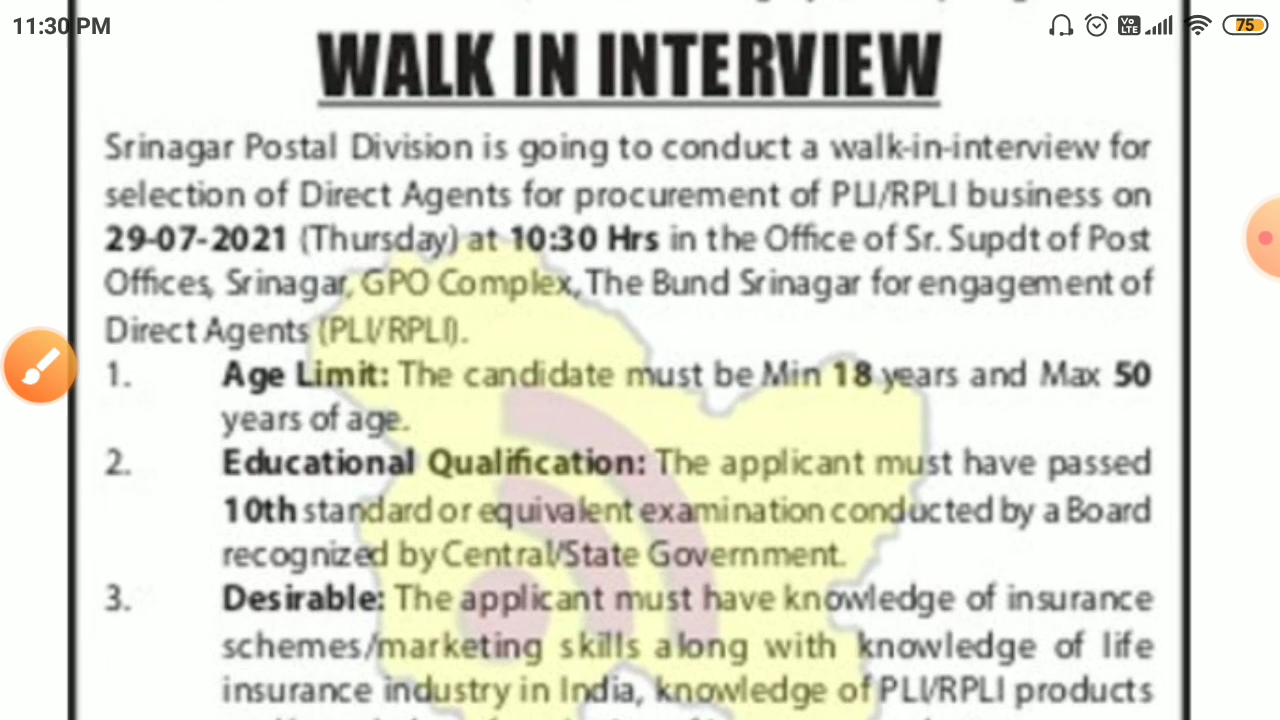 11:30 PM
Vo LTE
75
WALK IN INTERVIEW
Srinagar Postal Division is going to conduct a walk-in-interview for
selection of Direct Agents for procurement of PLI/RPLI business on
29-07-2021 (Thursday) at 10:30 Hrs in the Office of Sr. Supdt of Post
Offices, Srinagar, GPO Complex, The Bund Srinagar for engagement of
Direct Agents (PLI/RPLI).
1. Age Limit: The candidate must be Min 18 years and Max 50
years of age.
2. Educational Qualification: The applicant must have passed
10th standard or equivalent examination conducted by a Board
recognized by Central/State Government.
3. Desirable: The applicant must have knowledge of insurance
schemes/marketing skills along with knowledge of life
insurance industry in India, knowledge of PLI/RPLI products